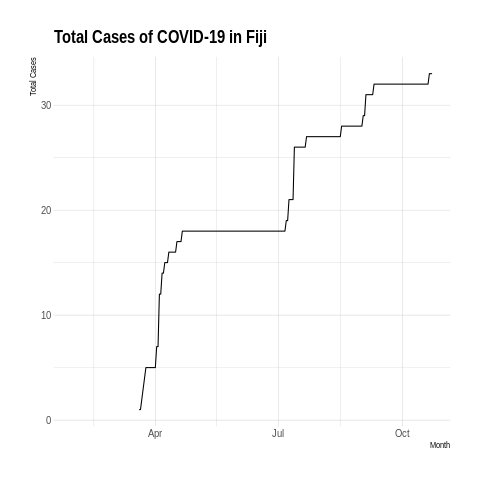 Total Cases of COVID-19 in Fiji
Total Cases
30
20
10
0
Apr Jul Oct
Month